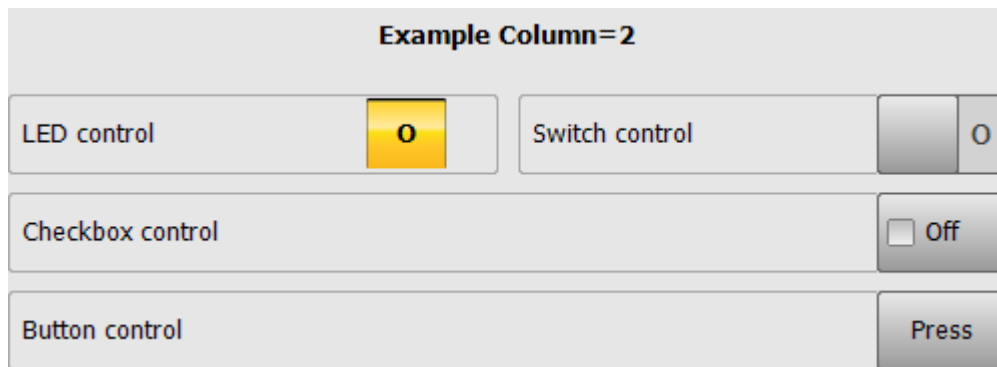 Example Column=2
LED control O Switch control O
Checkbox control Off
Button control Press